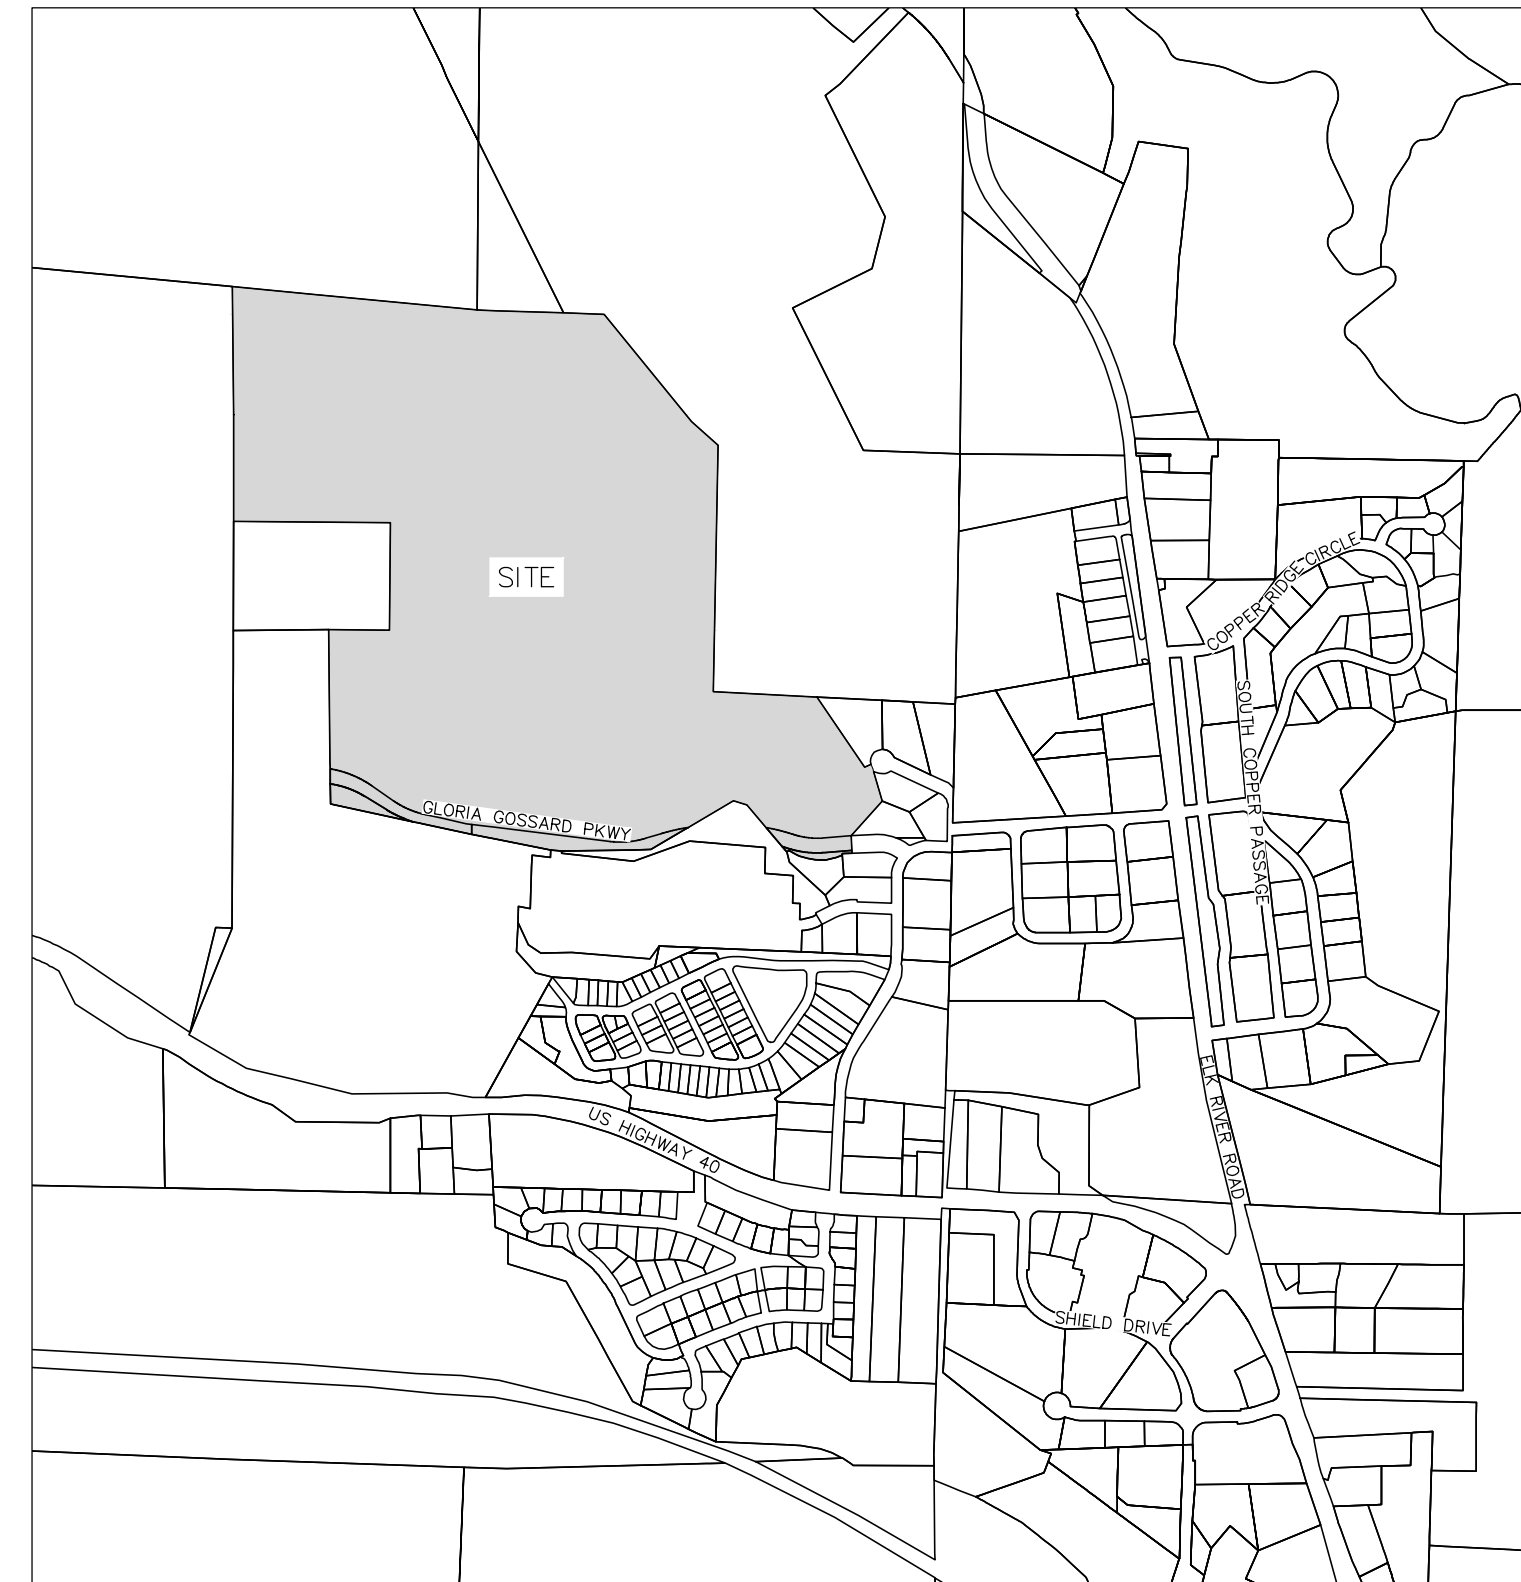 SITE
COPPER RIDGE CIRCLE
SOUTH COPPER PASSAGE
GLORIA GOSSARD PKWY
US HIGHWAY 40
ELK RIVER ROAD
SHIELD DRIVE